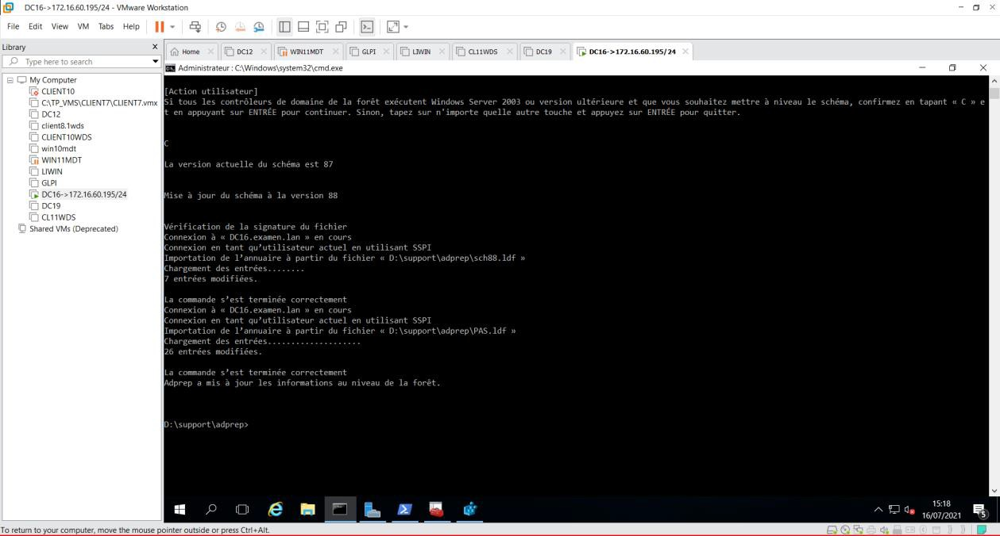 DC16->172.16.60.195/24 - VMware Workstation
File Edit View VM Tabs Help
Library X
Type here to search
My Computer
CLIENT10
C:\TP_VMS\CLIENT7\CLIENT7.vmx
DC12
client8.1wds
CLIENT10WDS
win10mdt
WIN11MDT
LIWIN
GLPI
DC16->172.16.60.195/24
DC19
CL11WDS
Shared VMs (Deprecated)
Home DC12 WIN11MDT GLPI LIWIN CL11WDS DC19 DC16->172.16.60.195/24
Administrateur : C:\Windows\system32\cmd.exe
[Action utilisateur]
Si tous les contrôleurs de domaine de la forêt exécutent Windows Server 2003 ou version ultérieure et que vous souhaitez mettre à niveau le schéma, confirmez en tapant « C » e
t en appuyant sur ENTRÉE pour continuer. Sinon, tapez sur n'importe quelle autre touche et appuyez sur ENTRÉE pour quitter.
C
La version actuelle du schéma est 87
Mise à jour du schéma à la version 88
Vérification de la signature du fichier
Connexion à « DC16.examen.lan » en cours
Connexion en tant qu’utilisateur actuel en utilisant SSPI
Importation de l’annuaire à partir du fichier « D:\support\adprep\sch88.ldf »
Chargement des entrées........
7 entrées modifiées.
La commande s’est terminée correctement
Connexion à « DC16.examen.lan » en cours
Connexion en tant qu’utilisateur actuel en utilisant SSPI
Importation de l’annuaire à partir du fichier « D:\support\adprep\PAS.ldf »
Chargement des entrées....................
26 entrées modifiées.
La commande s’est terminée correctement
Adprep a mis à jour les informations au niveau de la forêt.
D:\support\adprep>
15:18
16/07/2021
5
To return to your computer, move the mouse pointer outside or press Ctrl+Alt.